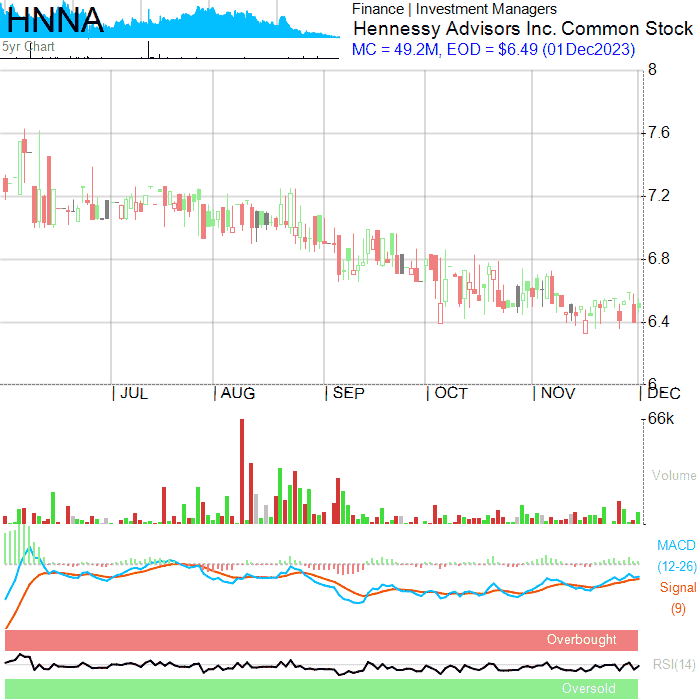 HNNA
5yr Chart
Finance | Investment Managers
Hennessy Advisors Inc. Common Stock
MC = 49.2M, EOD = $6.49 (01Dec2023)
8
7.6
7.2
6.8
6.4
6
JUL AUG SEP OCT NOV DEC
66k
Volume
MACD
(12-26)
Signal
(9)
Overbought
RSI(14)
Oversold